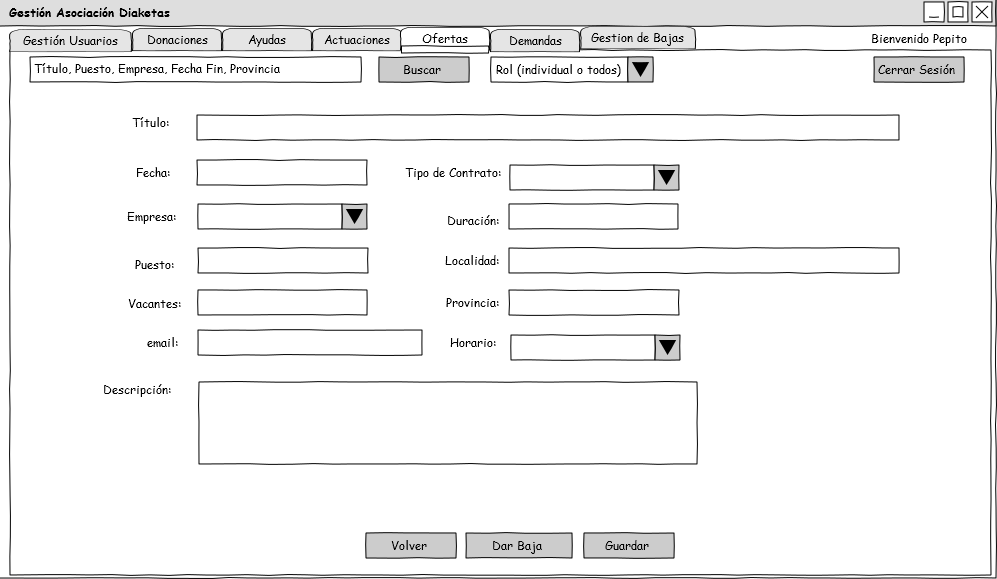 Gestión Asociación Diaketas
Gestión Usuarios Donaciones Ayudas Actuaciones Ofertas Demandas Gestion de Bajas Bienvenido Pepito
Título, Puesto, Empresa, Fecha Fin, Provincia Buscar Rol (individual o todos) Cerrar Sesión
Título:
Fecha: Tipo de Contrato:
Empresa: Duración:
Puesto: Localidad:
Vacantes: Provincia:
email: Horario:
Descripción:
Volver Dar Baja Guardar